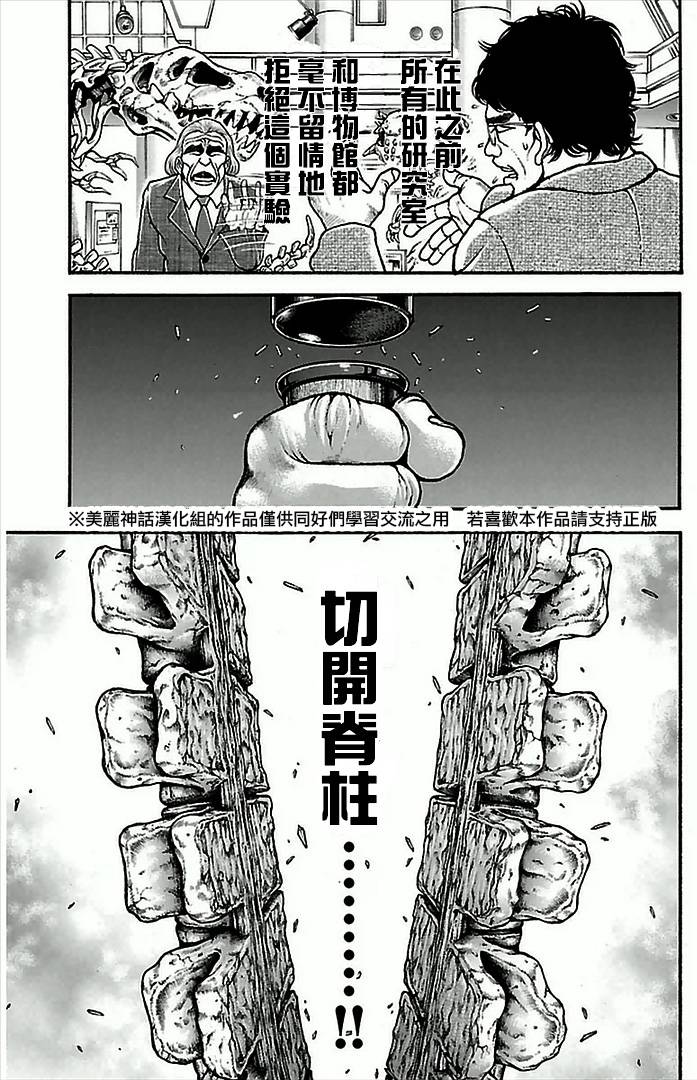 在此之前
所有的研究室
和博物館都
毫不留情地
拒絕這個實驗
※美麗神話漢化組的作品僅供同好們學習交流之用　若喜歡本作品請支持正版
切開脊柱…………!!